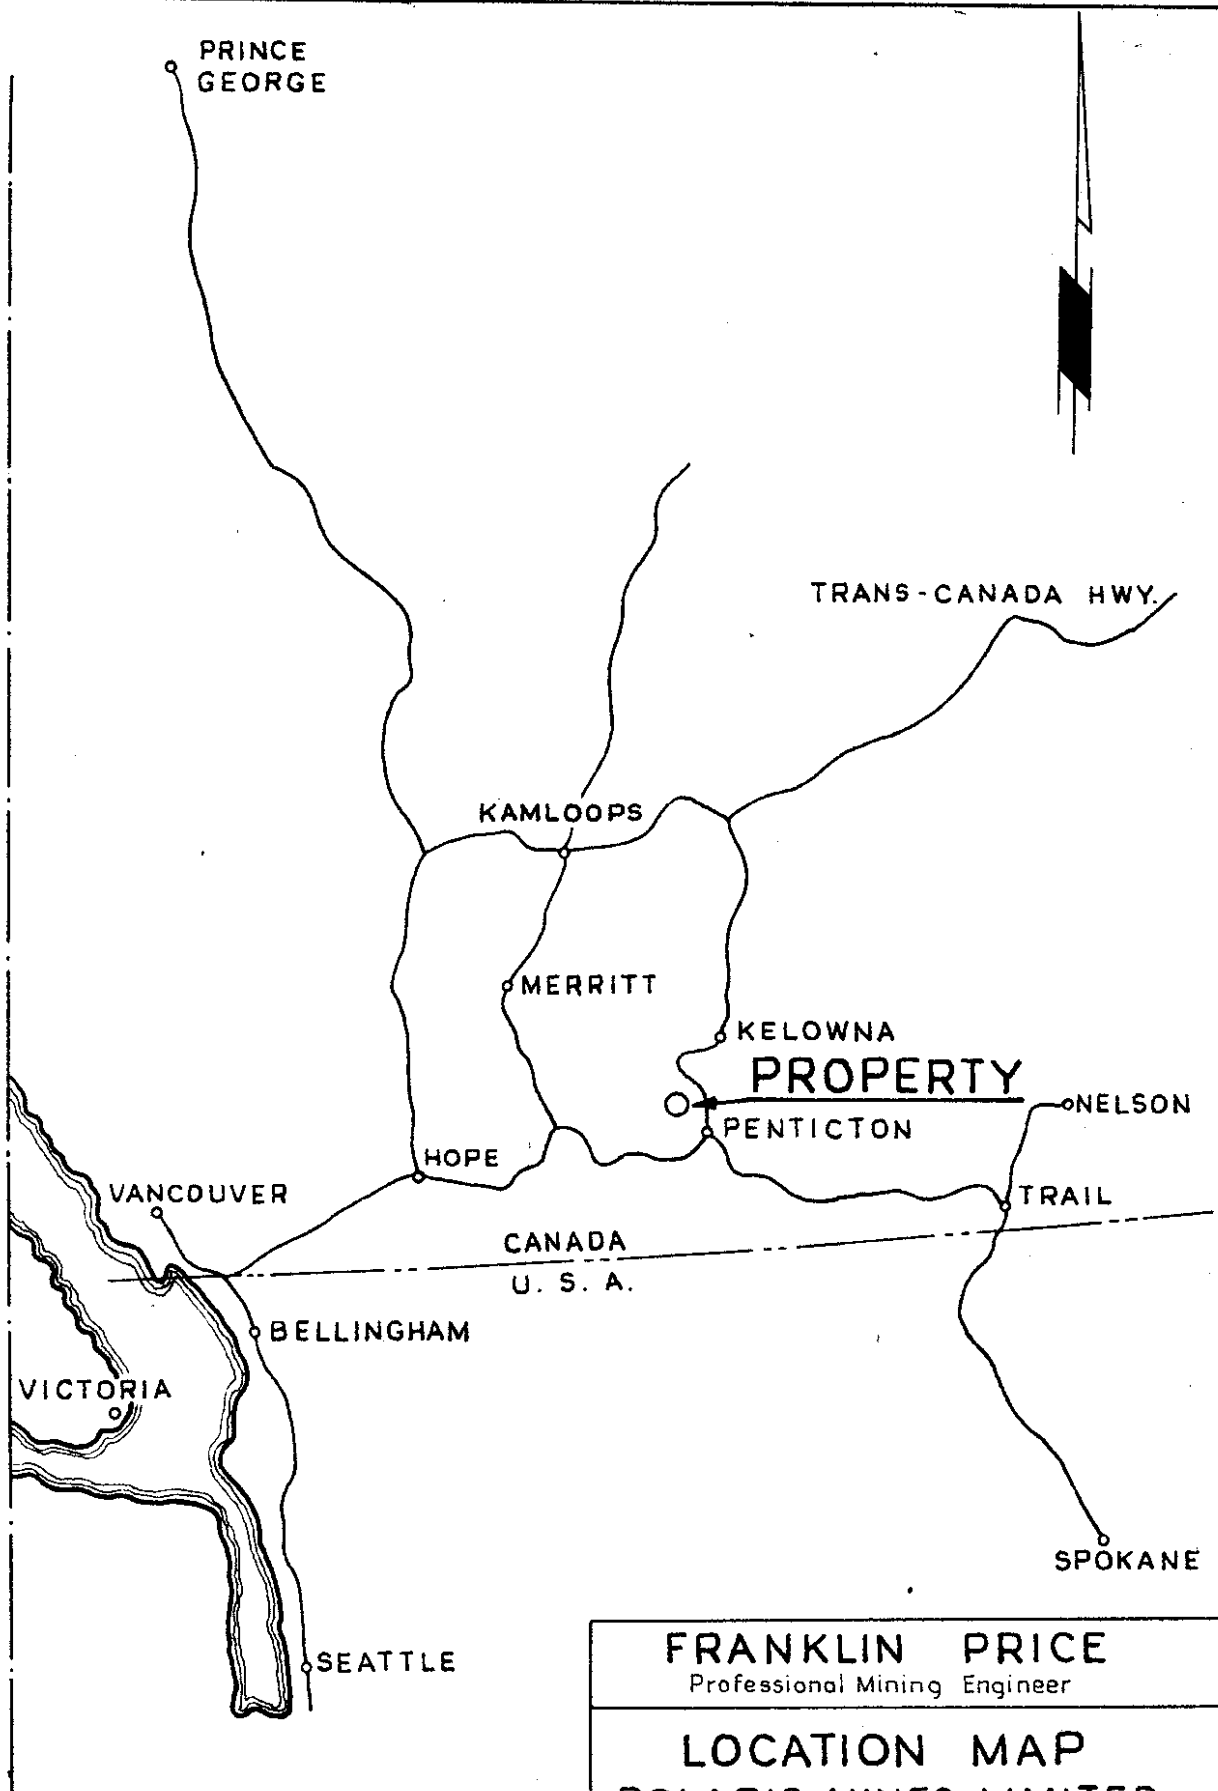 PRINCE
GEORGE
TRANS-CANADA HWY.
KAMLOOPS
MERRITT
KELOWNA
PROPERTY
NELSON
PENTICTON
HOPE
VANCOUVER
TRAIL
CANADA
U. S. A.
BELLINGHAM
VICTORIA
SPOKANE
SEATTLE
FRANKLIN PRICE
Professional Mining Engineer
LOCATION MAP